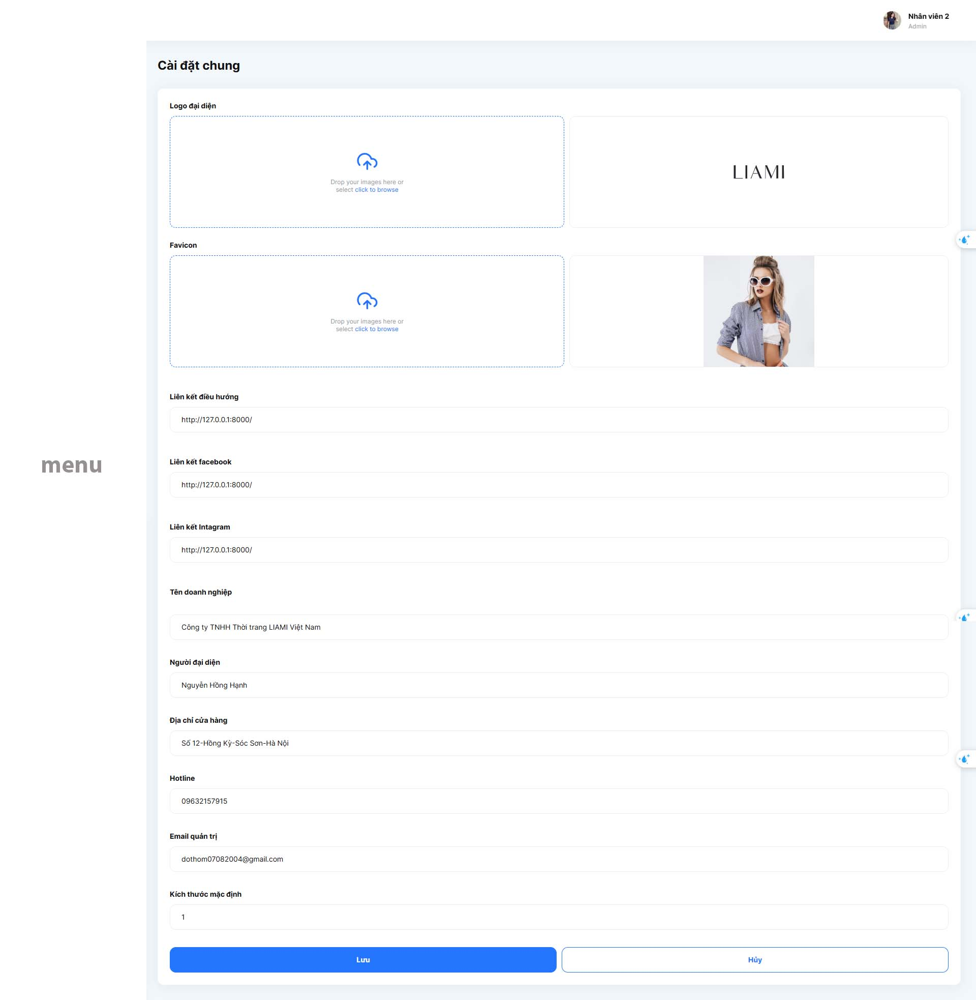 Nhân viên 2
Admin
Cài đặt chung
Logo đại diện
Drop your images here or
select click to browse
LIAMI
Favicon
Drop your images here or
select click to browse
Liên kết điều hướng
http://127.0.0.1:8000/
Liên kết facebook
http://127.0.0.1:8000/
menu
Liên kết Intagram
http://127.0.0.1:8000/
Tên doanh nghiệp
Công ty TNHH Thời trang LIAMI Việt Nam
Người đại diện
Nguyễn Hồng Hạnh
Địa chỉ cửa hàng
Số 12-Hồng Kỳ-Sóc Sơn-Hà Nội
Hotline
09632157915
Email quản trị
dothom07082004@gmail.com
Kích thước mặc định
1
Lưu
Hủy